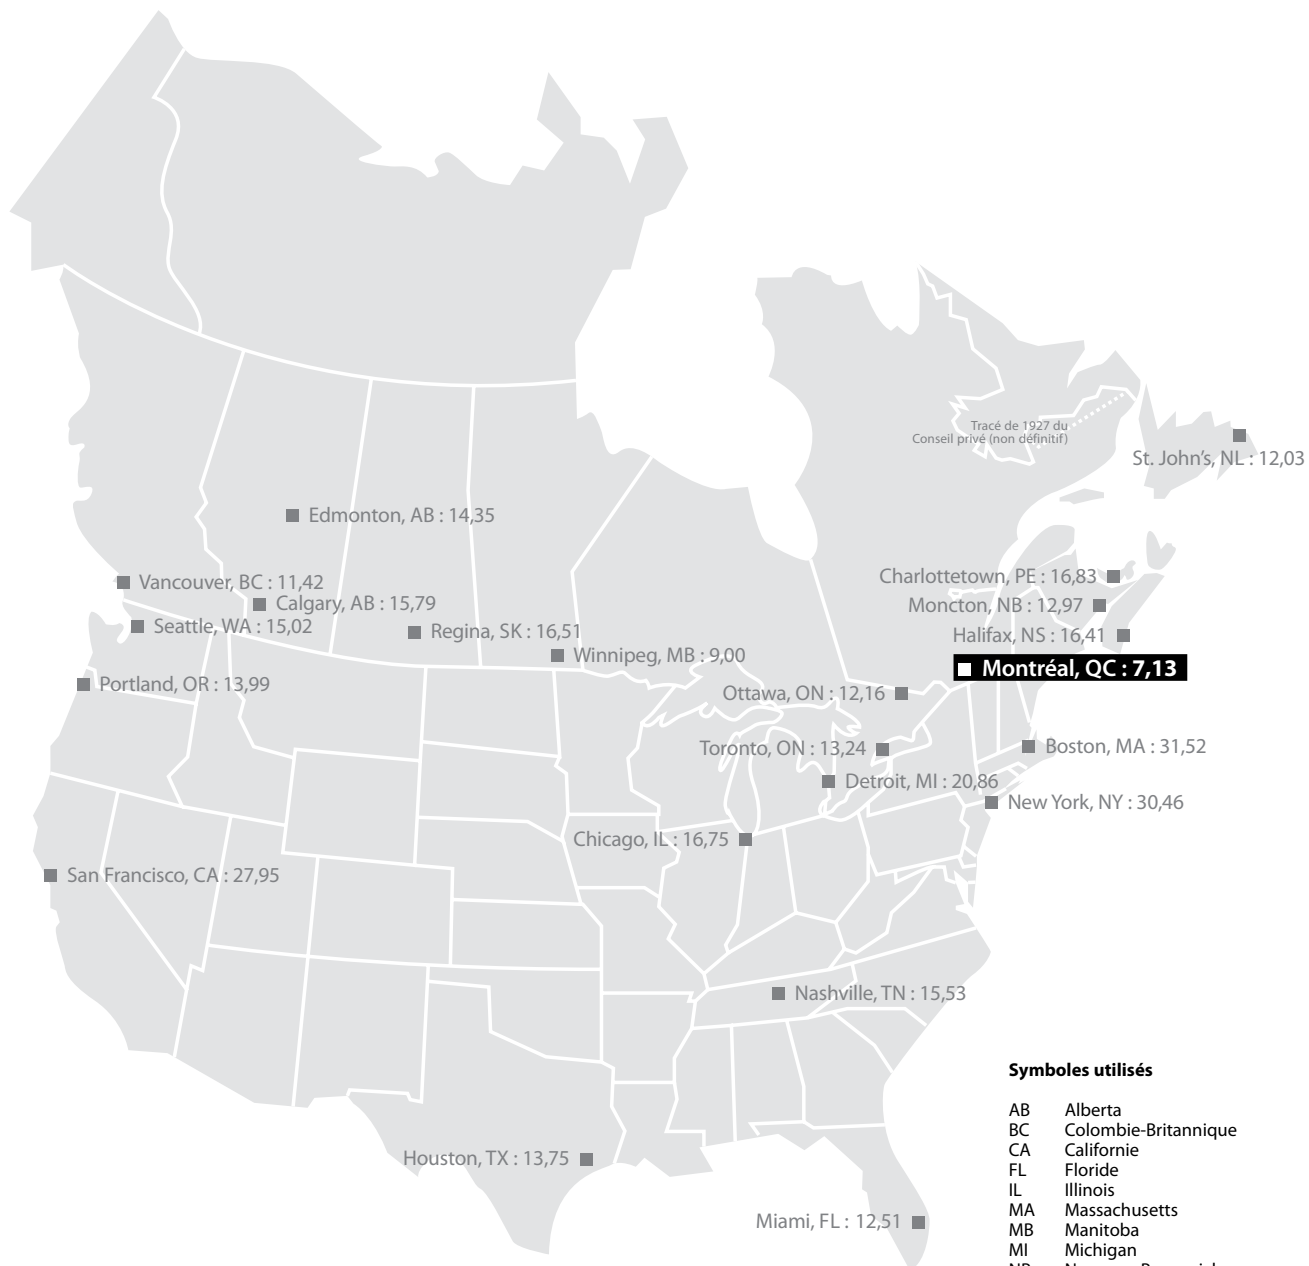 Tracé de 1927 du
Conseil privé (non définitif)
St. John’s, NL : 12,03
Edmonton, AB : 14,35
Vancouver, BC : 11,42
Charlottetown, PE : 16,83
Calgary, AB : 15,79
Moncton, NB : 12,97
Seattle, WA : 15,02
Regina, SK : 16,51
Halifax, NS : 16,41
Winnipeg, MB : 9,00
Montréal, QC : 7,13
Portland, OR : 13,99
Ottawa, ON : 12,16
Toronto, ON : 13,24
Boston, MA : 31,52
Detroit, MI : 20,86
New York, NY : 30,46
Chicago, IL : 16,75
San Francisco, CA : 27,95
Nashville, TN : 15,53
Houston, TX : 13,75
Miami, FL : 12,51
Symboles utilisés
AB Alberta
BC Colombie-Britannique
CA Californie
FL Floride
IL Illinois
MA Massachusetts
MB Manitoba
MI Michigan